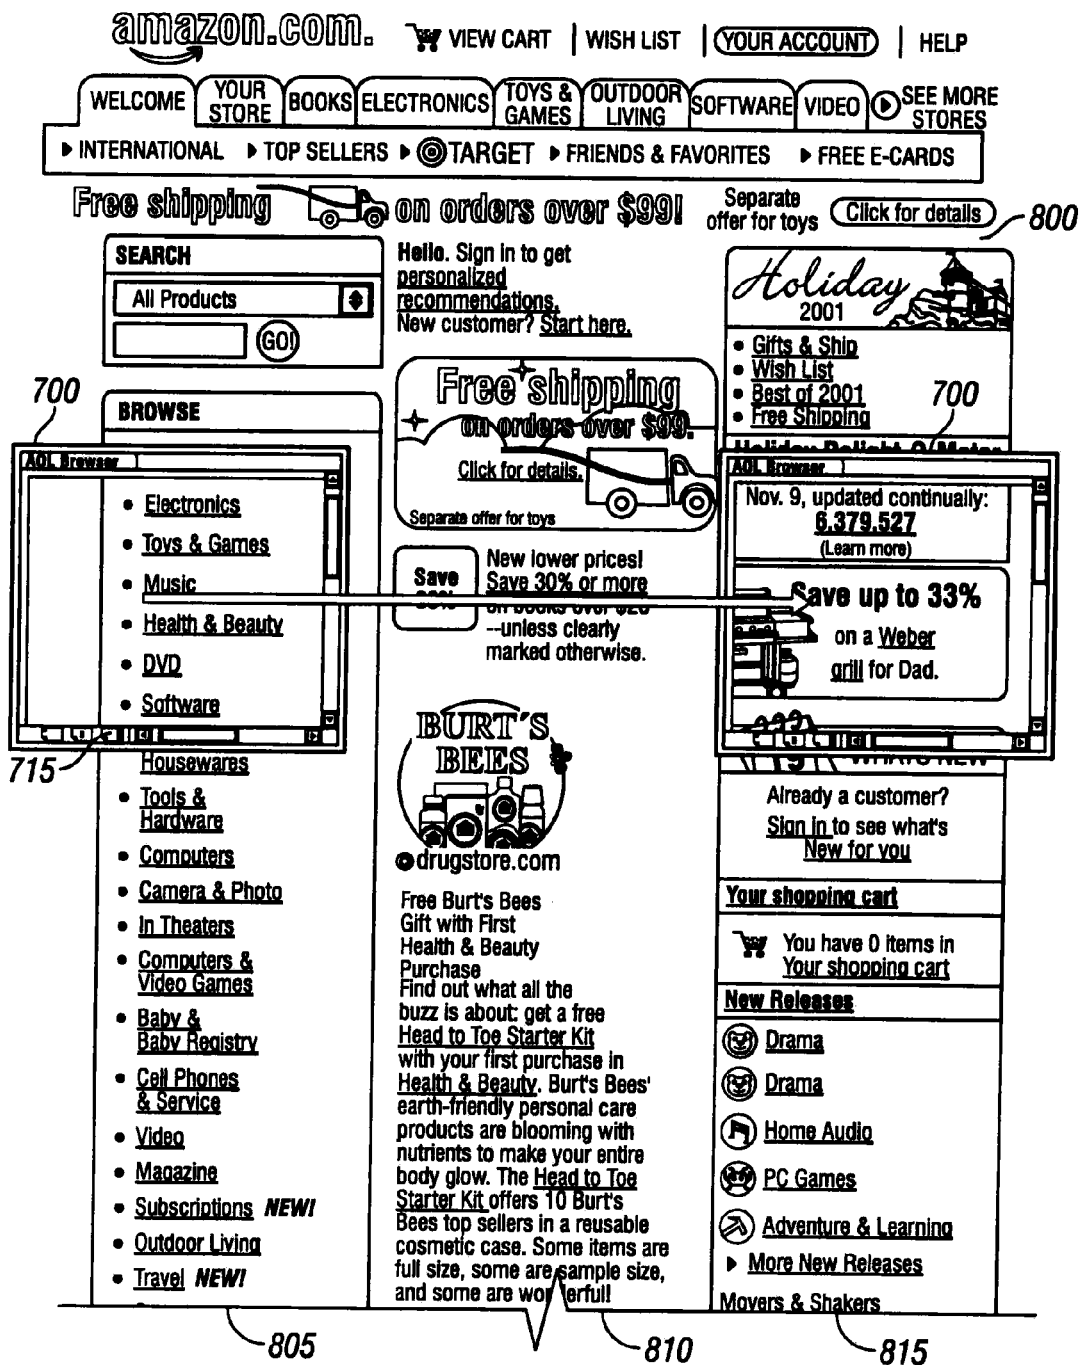 amazon.com.
VIEW CART
WISH LIST
YOUR ACCOUNT
HELP
WELCOME
YOUR
STORE
BOOKS
ELECTRONICS
TOYS &
GAMES
OUTDOOR
LIVING
SOFTWARE
VIDEO
SEE MORE
STORES
INTERNATIONAL
TOP SELLERS
TARGET
FRIENDS & FAVORITES
FREE E-CARDS
Free shipping on orders over $99!
Separate
offer for toys
Click for details
800
SEARCH
All Products
GO!
700
BROWSE
AOL Browser
Electronics
Toys & Games
Music
Health & Beauty
DVD
Software
715
Housewares
Tools &
Hardware
Computers
Camera & Photo
In Theaters
Computers &
Video Games
Baby &
Baby Registry
Cell Phones
& Service
Video
Magazine
Subscriptions NEW!
Outdoor Living
Travel NEW!
805
Hello. Sign in to get
personalized
recommendations.
New customer? Start here.
Free shipping
on orders over $99.
Click for details.
Separate offer for toys
Save
New lower prices!
Save 30% or more
on books over $20
--unless clearly
marked otherwise.
BURT'S
BEES
drugstore.com
Free Burt's Bees
Gift with First
Health & Beauty
Purchase
Find out what all the
buzz is about: get a free
Head to Toe Starter Kit
with your first purchase in
Health & Beauty. Burt's Bees'
earth-friendly personal care
products are blooming with
nutrients to make your entire
body glow. The Head to Toe
Starter Kit offers 10 Burt's
Bees top sellers in a reusable
cosmetic case. Some items are
full size, some are sample size,
and some are wonderful!
810
Holiday
2001
Gifts & Ship
Wish List
Best of 2001
Free Shipping
700
Holiday Delight-O-Meter
AOL Browser
Nov. 9, updated continually:
6,379,527
(Learn more)
Save up to 33%
on a Weber
grill for Dad.
WHAT'S NEW
Already a customer?
Sign in to see what's
New for you
Your shopping cart
You have 0 items in
Your shopping cart
New Releases
Drama
Drama
Home Audio
PC Games
Adventure & Learning
More New Releases
Movers & Shakers
815